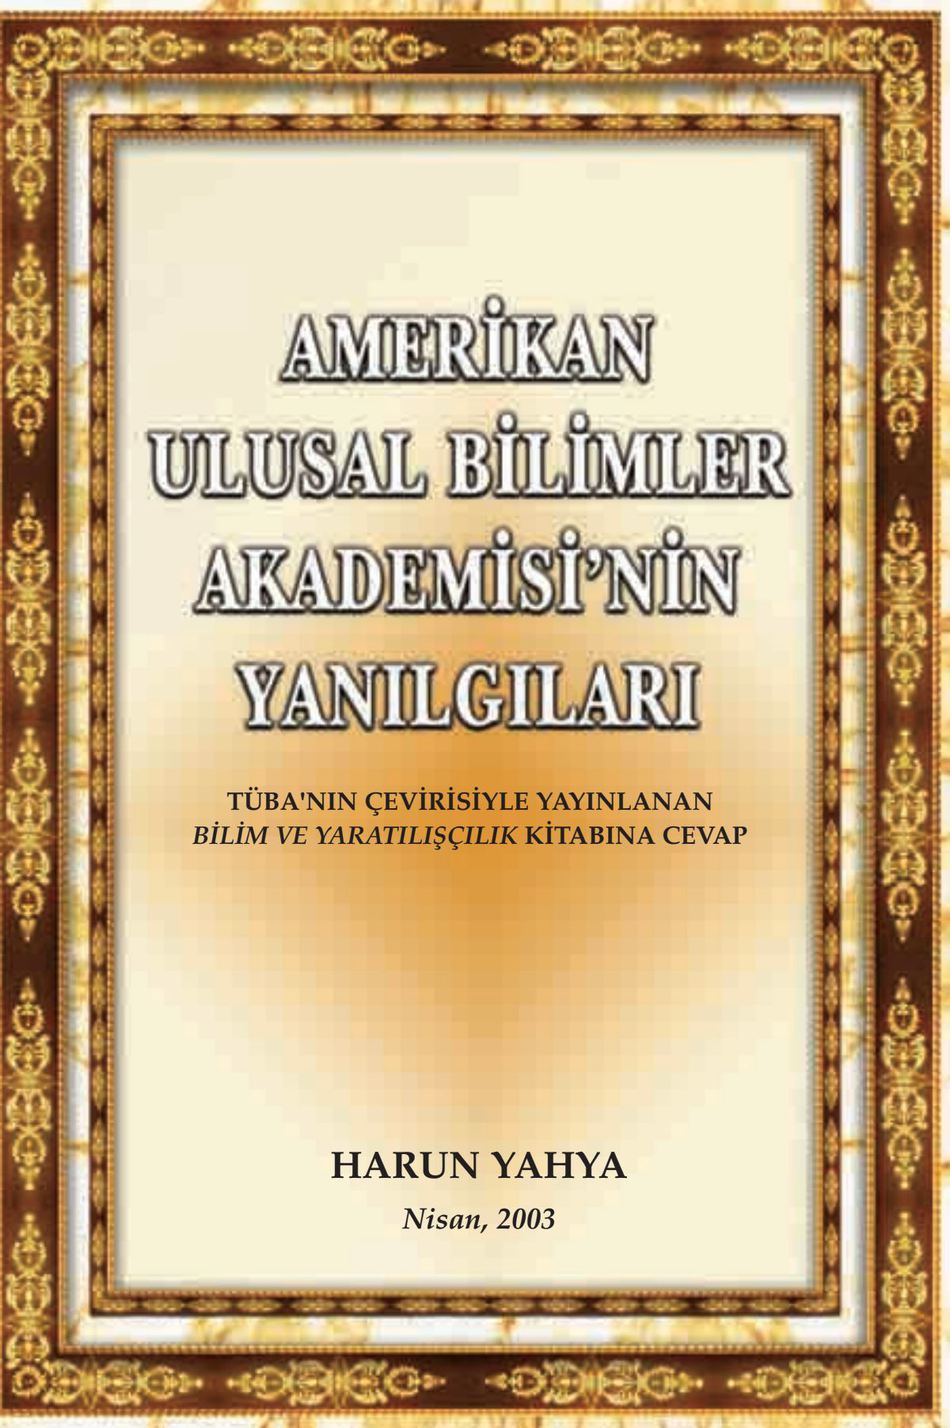 AMERİKAN
ULUSAL BİLİMLER
AKADEMİSİ’NİN
YANILGILARI
TÜBA'NIN ÇEVİRİSİYLE YAYINLANAN
BİLİM VE YARATILIŞÇILIK KİTABINA CEVAP
HARUN YAHYA
Nisan, 2003